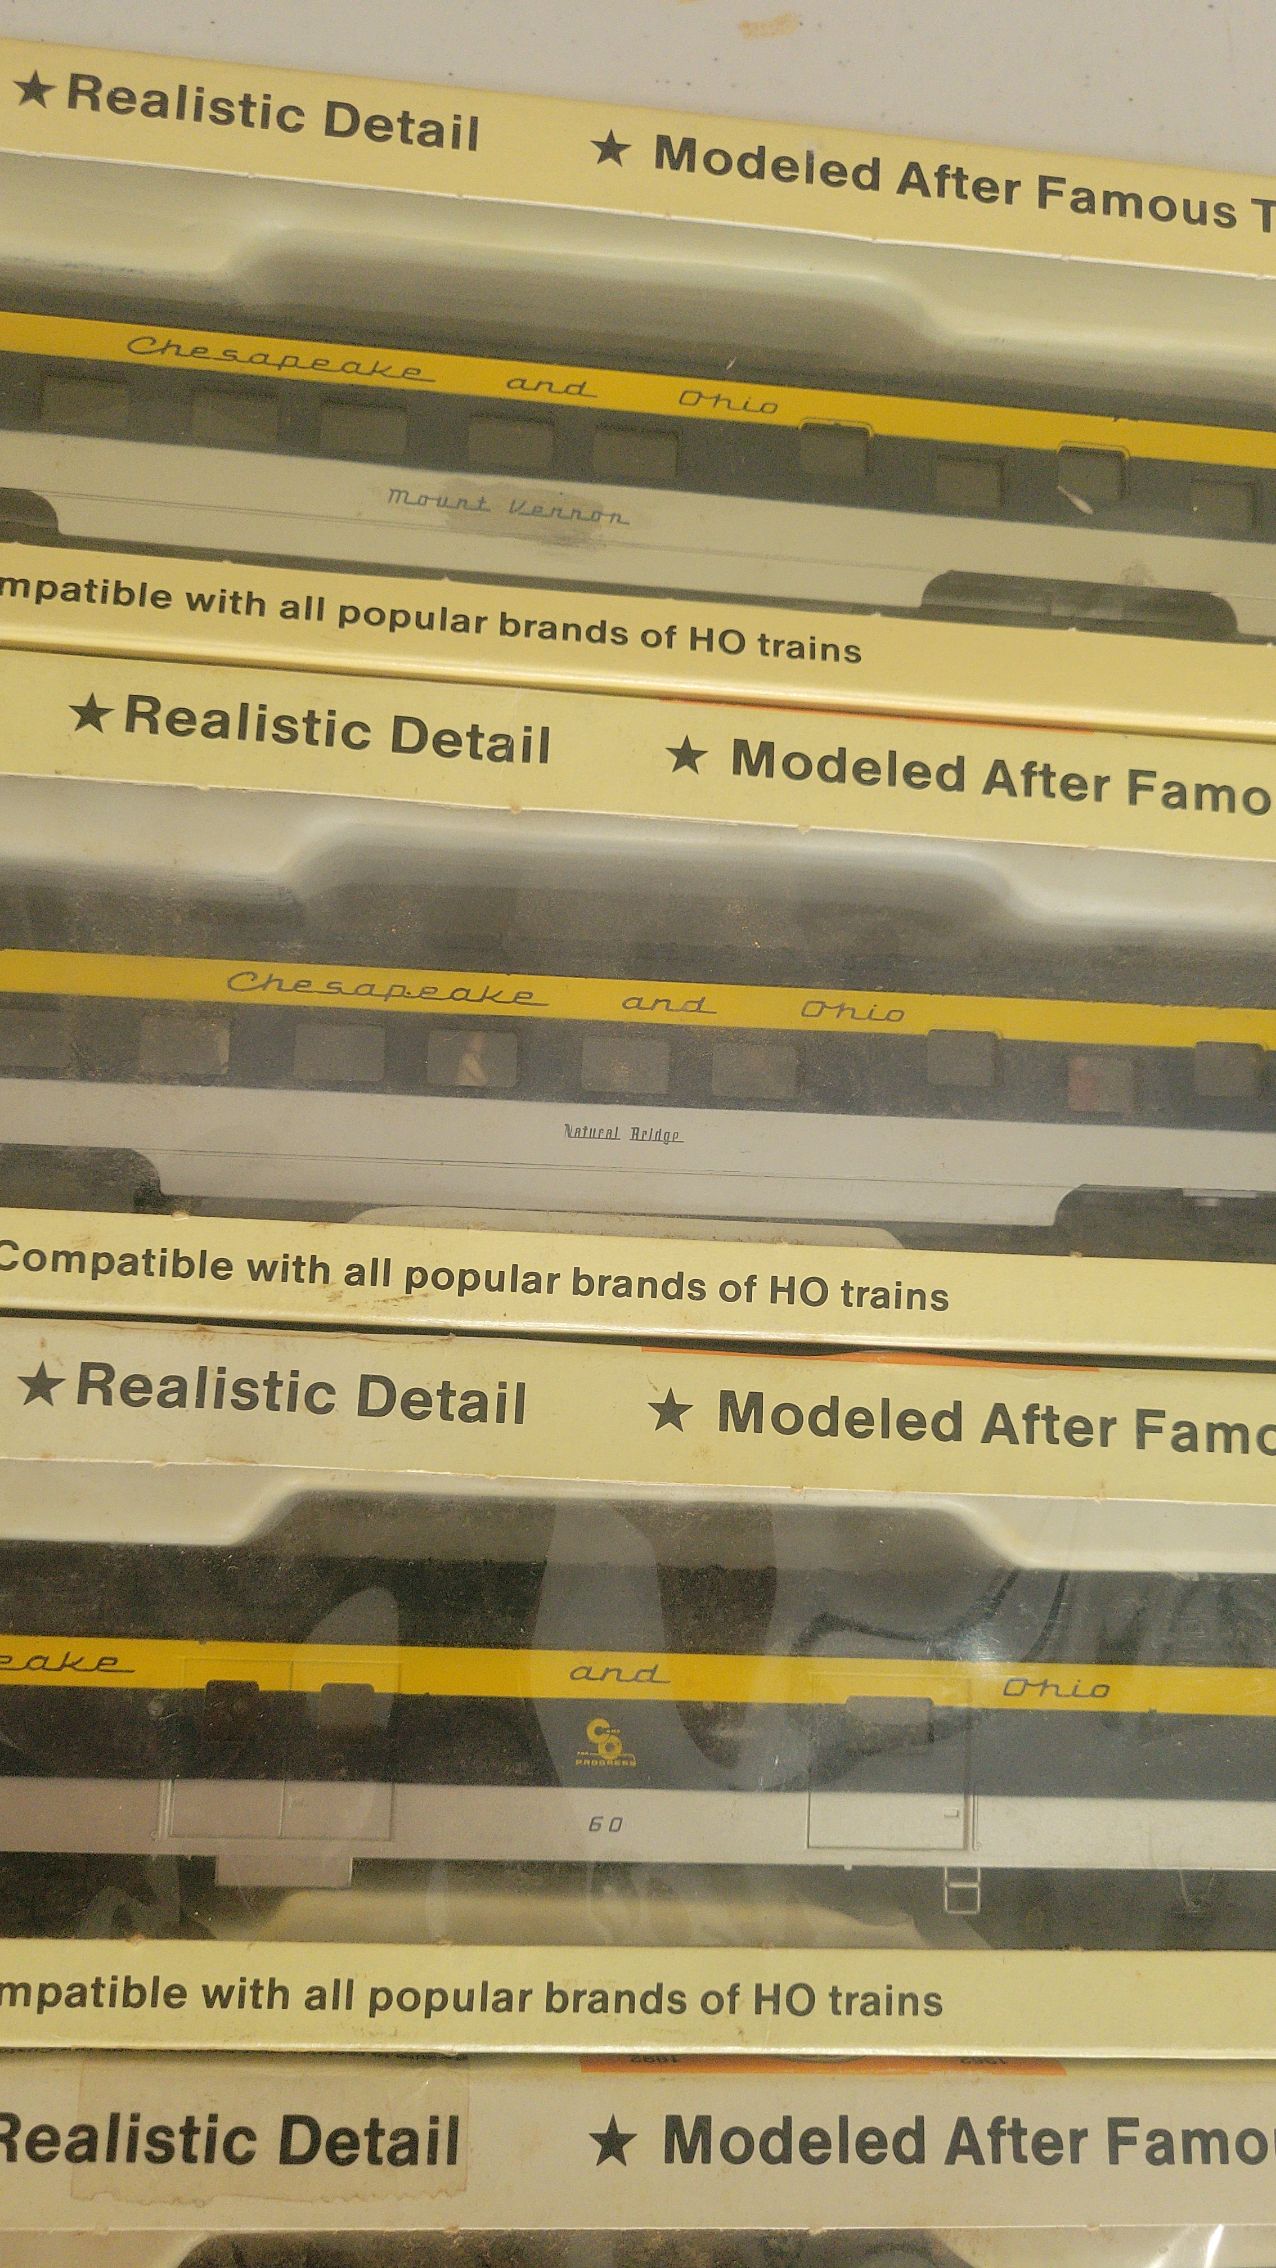 ★ Realistic Detail ★ Modeled After Famous T
Chesapeake and Ohio
Mount Vernon
mpatible with all popular brands of HO trains
★ Realistic Detail ★ Modeled After Famo
Chesapeake and Ohio
Natural Bridge
Compatible with all popular brands of HO trains
★ Realistic Detail ★ Modeled After Famo
eake and Ohio
C AND O
FOR
PROGRESS
60
mpatible with all popular brands of HO trains
Realistic Detail ★ Modeled After Famo